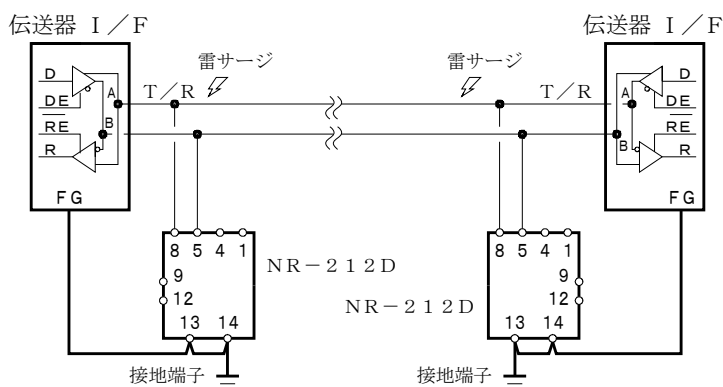 伝送器 I／F
伝送器 I／F
雷サージ
雷サージ
D
DE
RE
R
A
B
T／R
T／R
A
B
D
DE
RE
R
FG
FG
8 5 4 1
9
12
13 14
NR－212D
NR－212D
8 5 4 1
9
12
13 14
接地端子
接地端子